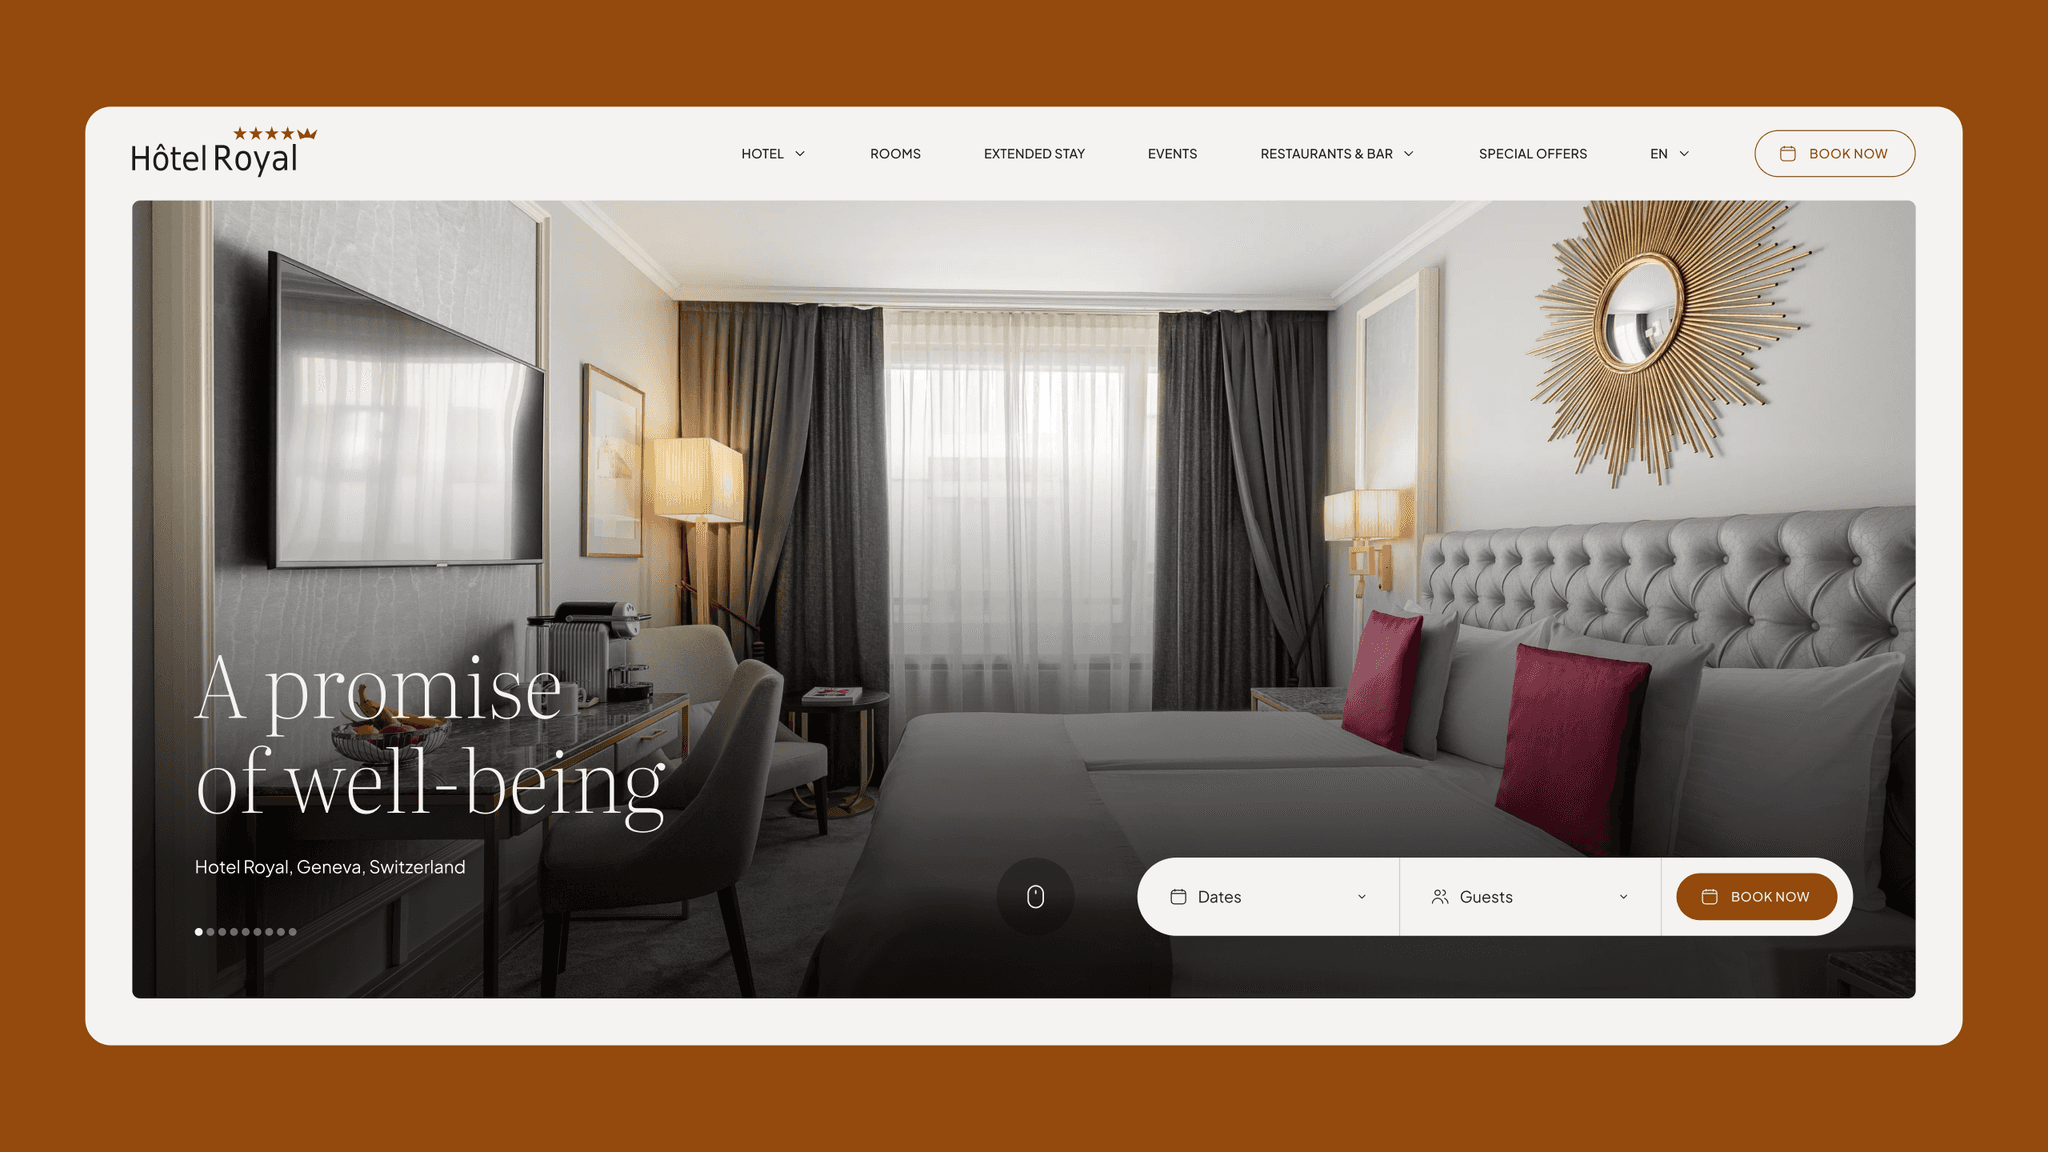 Hôtel Royal
HOTEL
ROOMS
EXTENDED STAY
EVENTS
RESTAURANTS & BAR
SPECIAL OFFERS
EN
BOOK NOW
A promise
of well-being
Hotel Royal, Geneva, Switzerland
Dates
Guests
BOOK NOW